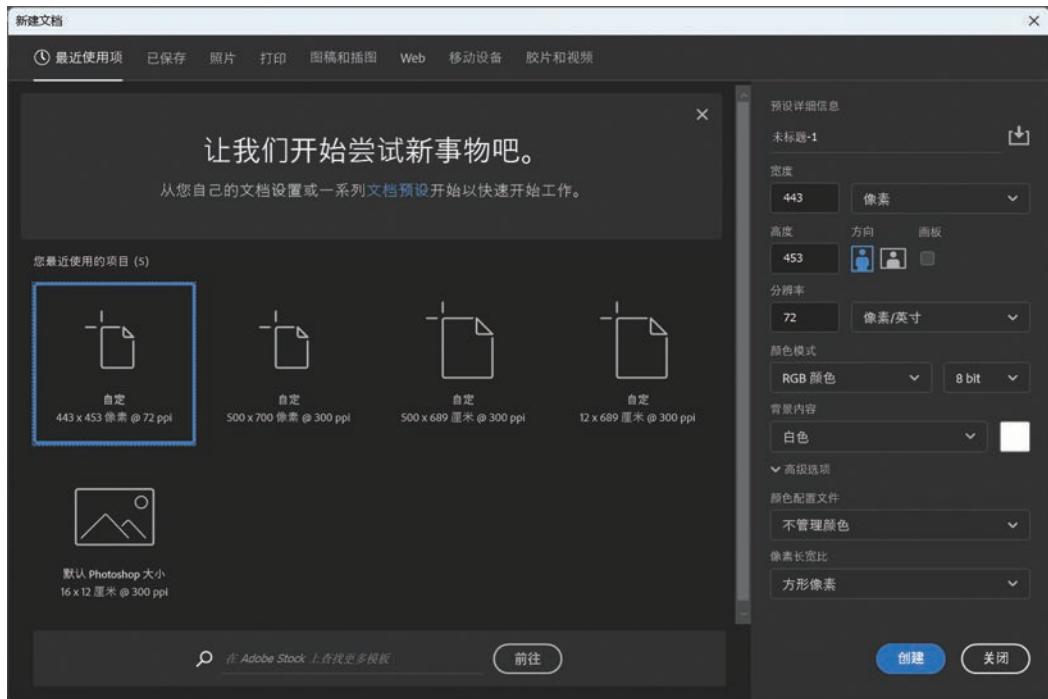 新建文档
最近使用项 已保存 照片 打印 图稿和插图 Web 移动设备 胶片和视频
让我们开始尝试新事物吧。
从您自己的文档设置或一系列文档预设开始以快速开始工作。
您最近使用的项目 (5)
自定
443 x 453 像素 @ 72 ppi
自定
500 x 700 像素 @ 300 ppi
自定
500 x 689 厘米 @ 300 ppi
自定
12 x 689 厘米 @ 300 ppi
默认 Photoshop 大小
16 x 12 厘米 @ 300 ppi
在 Adobe Stock 上查找更多模板
前往
预设详细信息
未标题-1
宽度
443 像素
高度 方向 画板
453
分辨率
72 像素/英寸
颜色模式
RGB 颜色 8 bit
背景内容
白色
高级选项
颜色配置文件
不管理颜色
像素长宽比
方形像素
创建 关闭